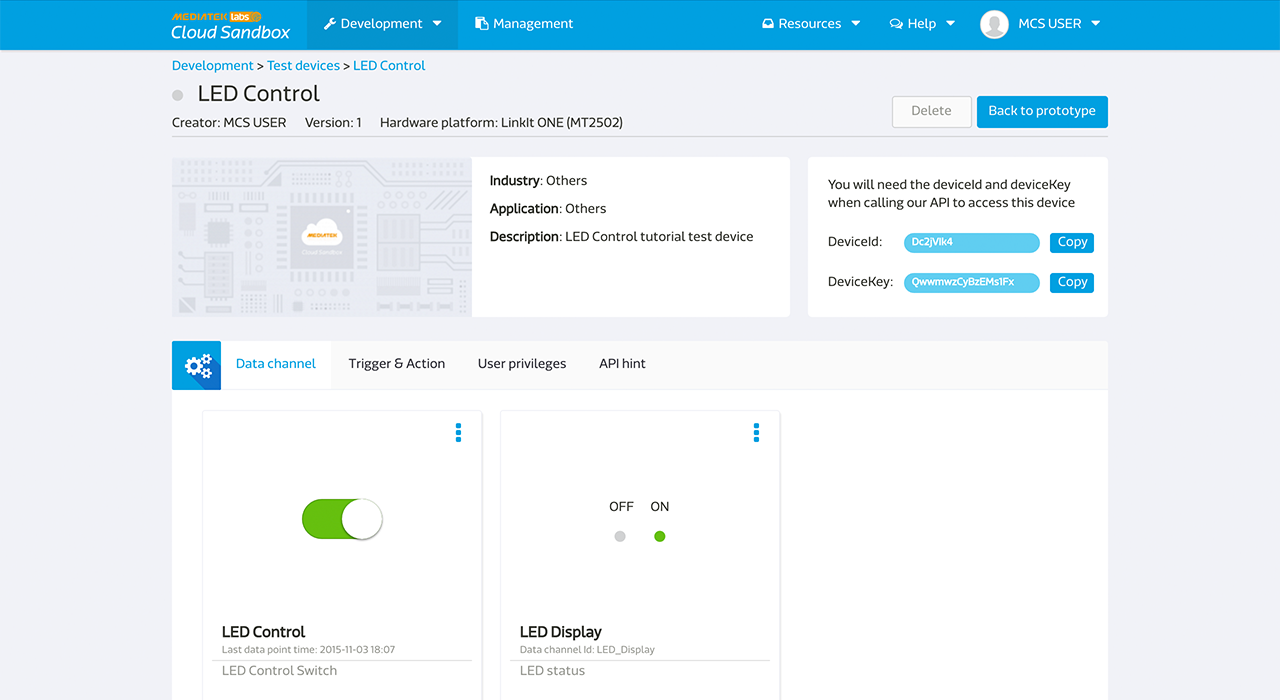 MEDIATEK labs
Cloud Sandbox
Development
Management
Resources
Help
MCS USER
Development > Test devices > LED Control
LED Control
Creator: MCS USER Version: 1 Hardware platform: LinkIt ONE (MT2502)
Delete
Back to prototype
MEDIATEK
Cloud Sandbox
Industry: Others
Application: Others
Description: LED Control tutorial test device
You will need the deviceId and deviceKey
when calling our API to access this device
DeviceId: Dc2jVIk4 Copy
DeviceKey: QwwmwzCyBzEMs1Fx Copy
Data channel Trigger & Action User privileges API hint
OFF ON
LED Control
Last data point time: 2015-11-03 18:07
LED Control Switch
LED Display
Data channel Id: LED_Display
LED status